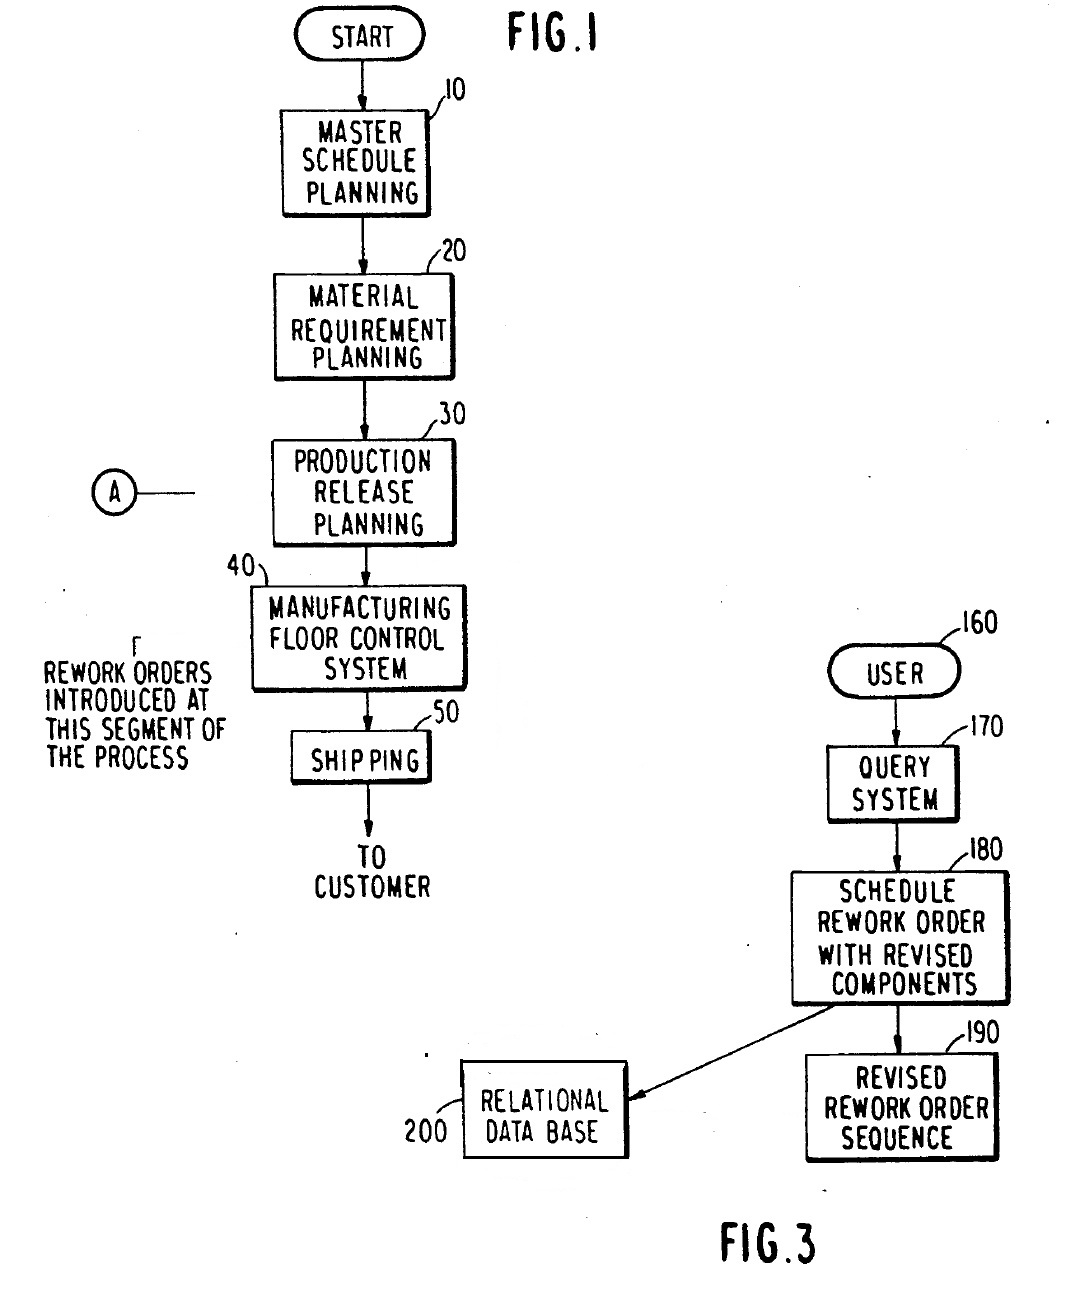 FIG.1
START
10
MASTER
SCHEDULE
PLANNING
20
MATERIAL
REQUIREMENT
PLANNING
30
PRODUCTION
RELEASE
PLANNING
A
40
MANUFACTURING
FLOOR CONTROL
SYSTEM
REWORK ORDERS
INTRODUCED AT
THIS SEGMENT OF
THE PROCESS
50
SHIPPING
TO
CUSTOMER
160
USER
170
QUERY
SYSTEM
180
SCHEDULE
REWORK ORDER
WITH REVISED
COMPONENTS
190
REVISED
REWORK ORDER
SEQUENCE
200
RELATIONAL
DATA BASE
FIG.3